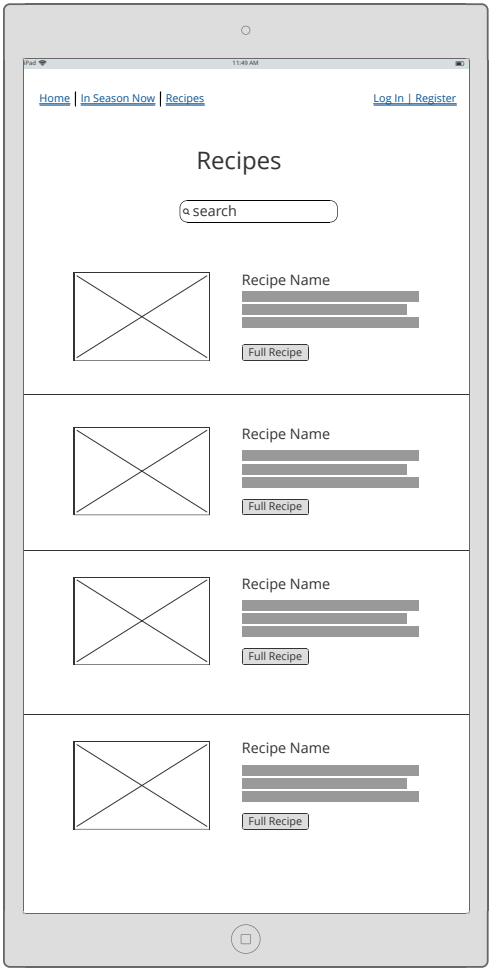 iPad 11:49 AM
Home | In Season Now | Recipes Log In | Register
Recipes
search
Recipe Name
Full Recipe
Recipe Name
Full Recipe
Recipe Name
Full Recipe
Recipe Name
Full Recipe